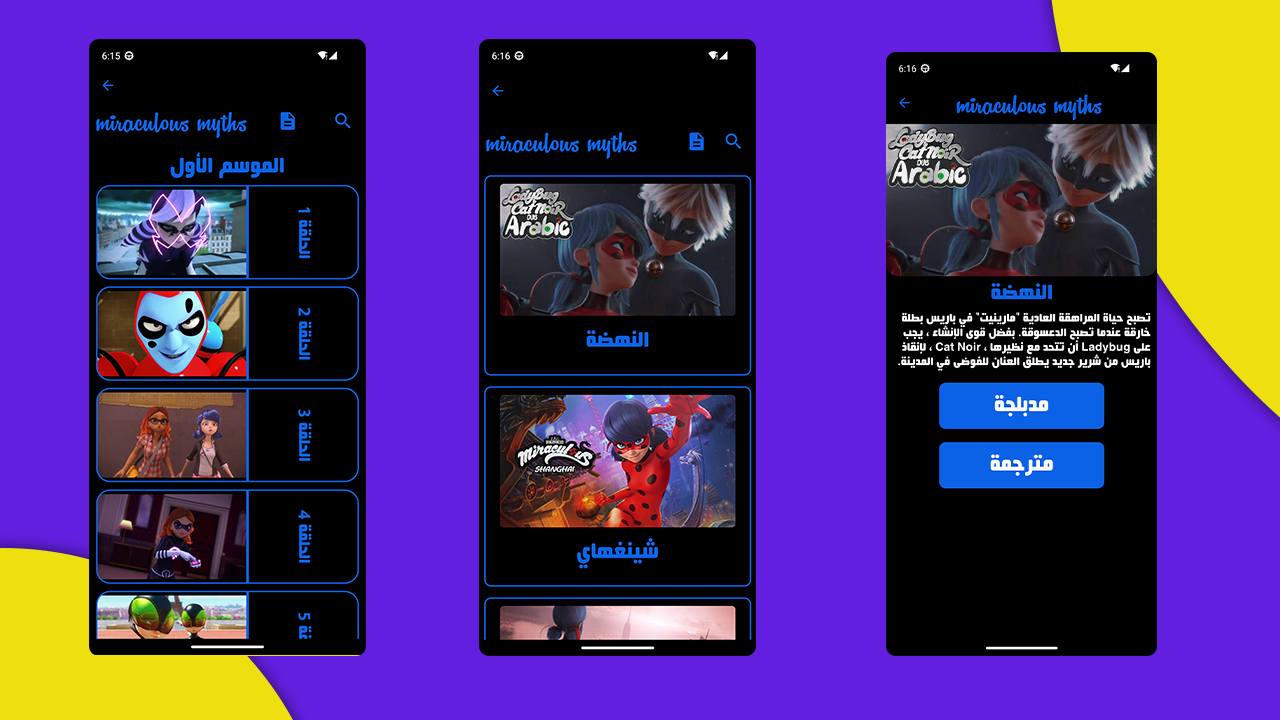 6:15
miraculous myths
الموسم الأول
الحلقة 1
الحلقة 2
الحلقة 3
الحلقة 4
6:16
miraculous myths
LadyBug
Cat Noir
DUB
Arabic
النهضة
Miraculous
SHANGHAI
شينغهاي
6:16
miraculous myths
LadyBug
Cat Noir
DUB
Arabic
النهضة
تصبح حياة المراهقة العادية "مارينيت" في باريس بطلة
خارقة عندما تصبح الدعسوقة. بفضل قوى الإنشاء ، يجب
على Ladybug أن تتحد مع نظيرها ، Cat Noir ، لإنقاذ
باريس من شرير جديد يطلق العنان للفوضى في المدينة.
مدبلجة
مترجمة